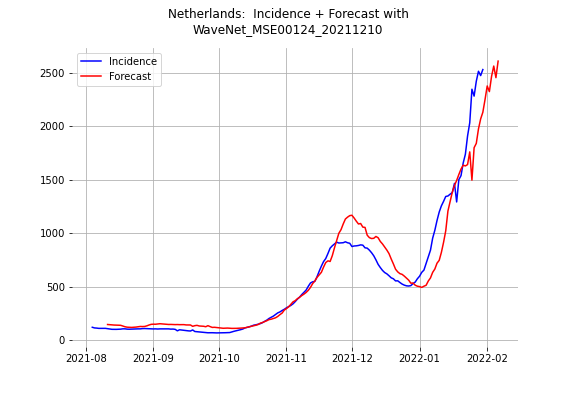 Netherlands:  Incidence + Forecast with
WaveNet_MSE00124_20211210
Incidence
Forecast
2500
2000
1500
1000
500
0
2021-08 2021-09 2021-10 2021-11 2021-12 2022-01 2022-02